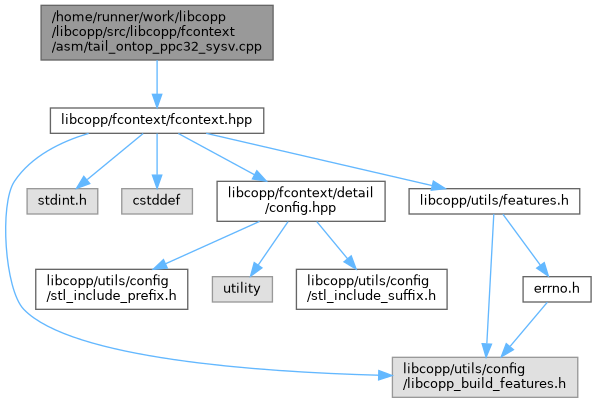 /home/runner/work/libcopp
/libcopp/src/libcopp/fcontext
/asm/tail_ontop_ppc32_sysv.cpp
libcopp/fcontext/fcontext.hpp
stdint.h
cstddef
libcopp/fcontext/detail
/config.hpp
libcopp/utils/features.h
libcopp/utils/config
/stl_include_prefix.h
utility
libcopp/utils/config
/stl_include_suffix.h
errno.h
libcopp/utils/config
/libcopp_build_features.h